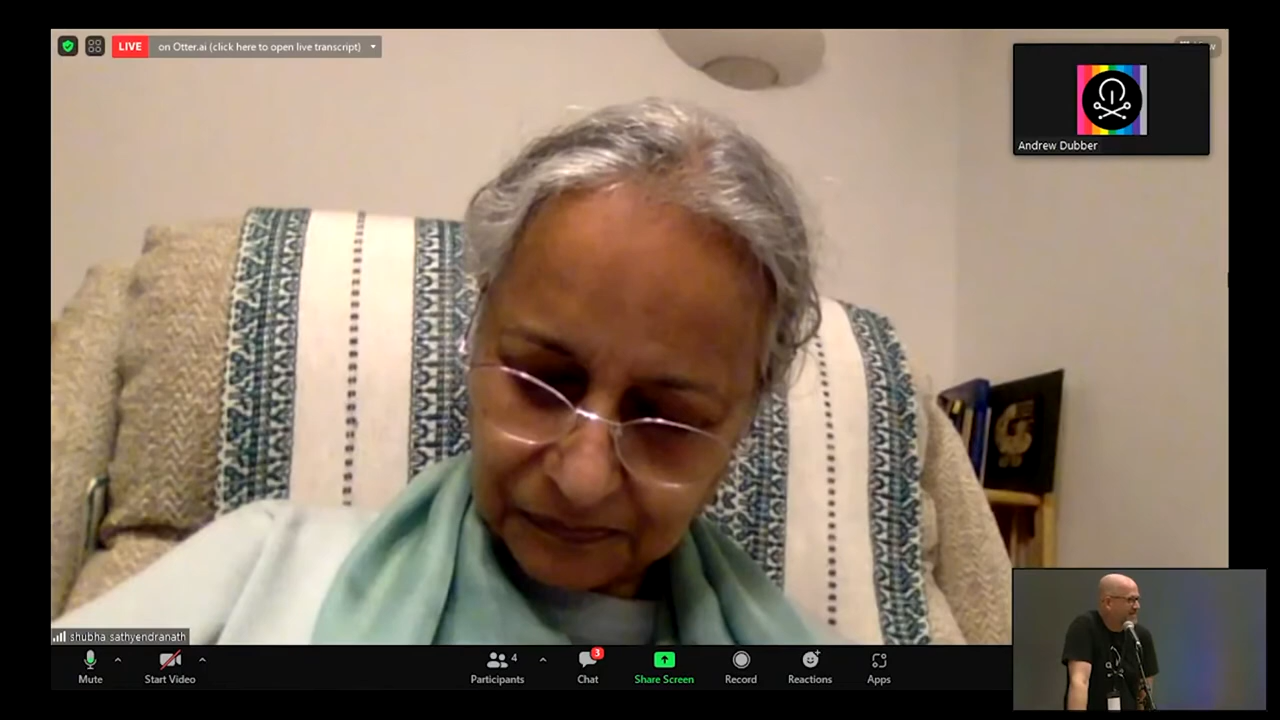 LIVE on Otter.ai (click here to open live transcript)
Andrew Dubber
shubha sathyendranath
Mute
Start Video
Participants 4
Chat 3
Share Screen
Record
Reactions
Apps